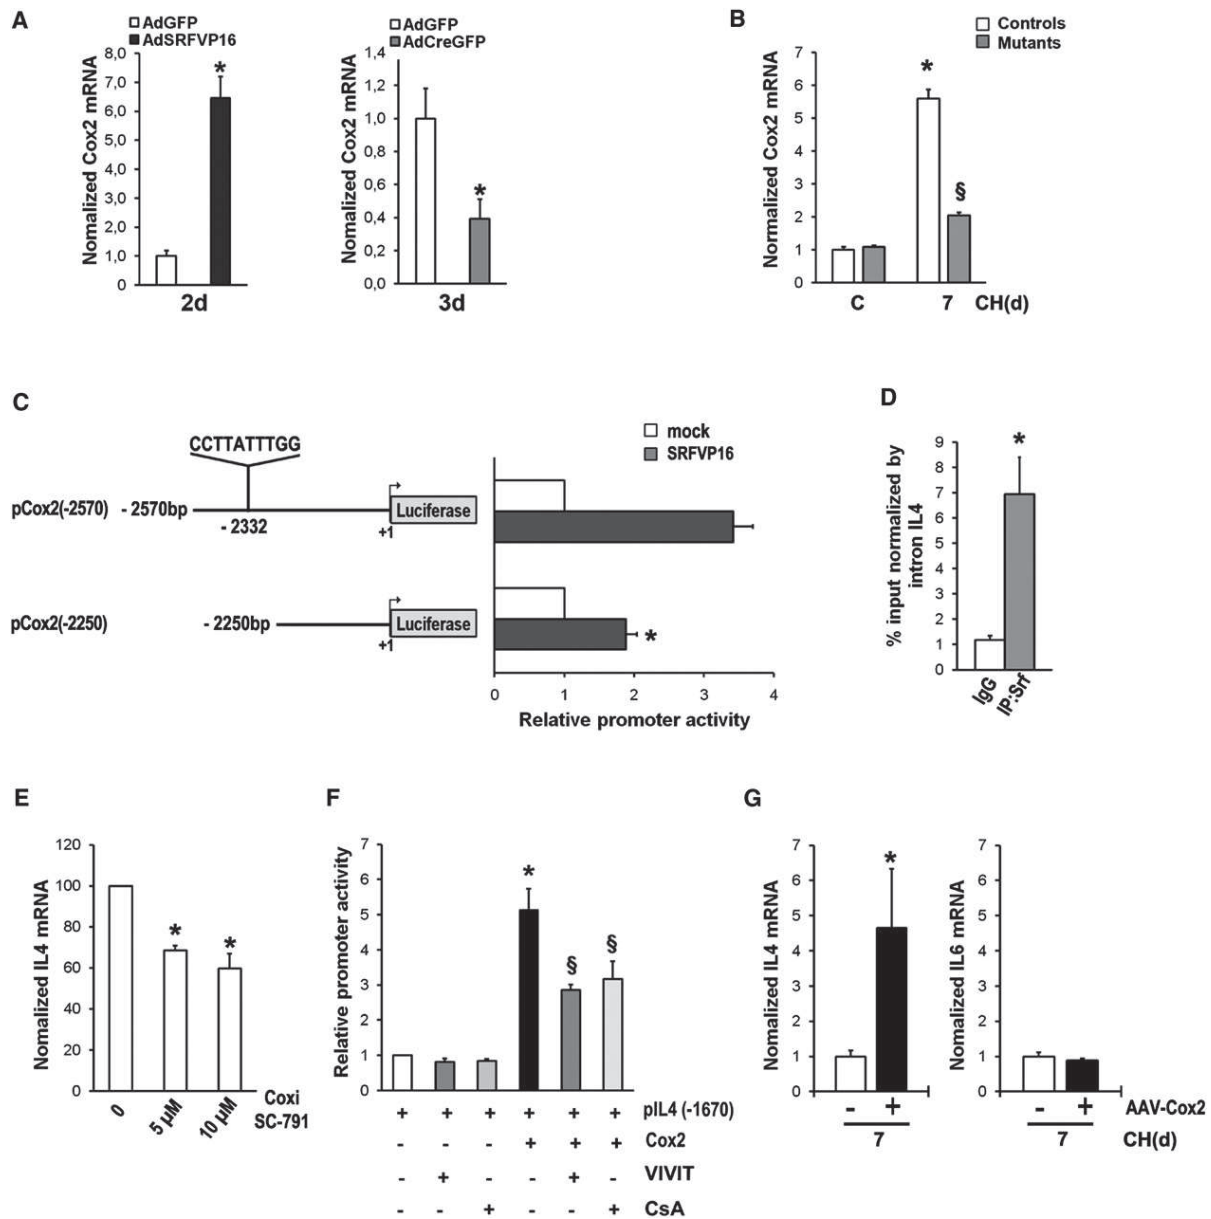 A
AdGFP
AdSRFVP16
Nomalized Cox2 mRNA
8,0
7,0
6,0
5,0
4,0
3,0
2,0
1,0
0
*
2d
AdGFP
AdCreGFP
Nomalized Cox2 mRNA
1,4
1,2
1,0
0,8
0,6
0,4
0,2
0,0
*
3d
B
Controls
Mutants
Normalized Cox2 mRNA
7
6
5
4
3
2
1
0
*
§
C 7 CH(d)
C
CCTTATTTGG
pCox2(-2570) - 2570bp
- 2332
+1
Luciferase
pCox2(-2250) - 2250bp
+1
Luciferase
mock
SRFVP16
*
0 1 2 3 4
Relative promoter activity
D
% input normalized by
intron IL4
9
8
7
6
5
4
3
2
1
0
*
IgG
IP:Srf
E
Nomalized IL4 mRNA
120
100
80
60
40
20
0
* *
0 5 µM 10 µM
Coxi
SC-791
F
Relative promoter activity
7
6
5
4
3
2
1
0
* § §
+ + + + + + pIL4 (-1670)
- - - + + + Cox2
- + - - + - VIVIT
- - + - - + CsA
G
Nomalized IL4 mRNA
7
6
5
4
3
2
1
0
*
- +
7
Nomalized IL6 mRNA
7
6
5
4
3
2
1
0
- + AAV-Cox2
7 CH(d)